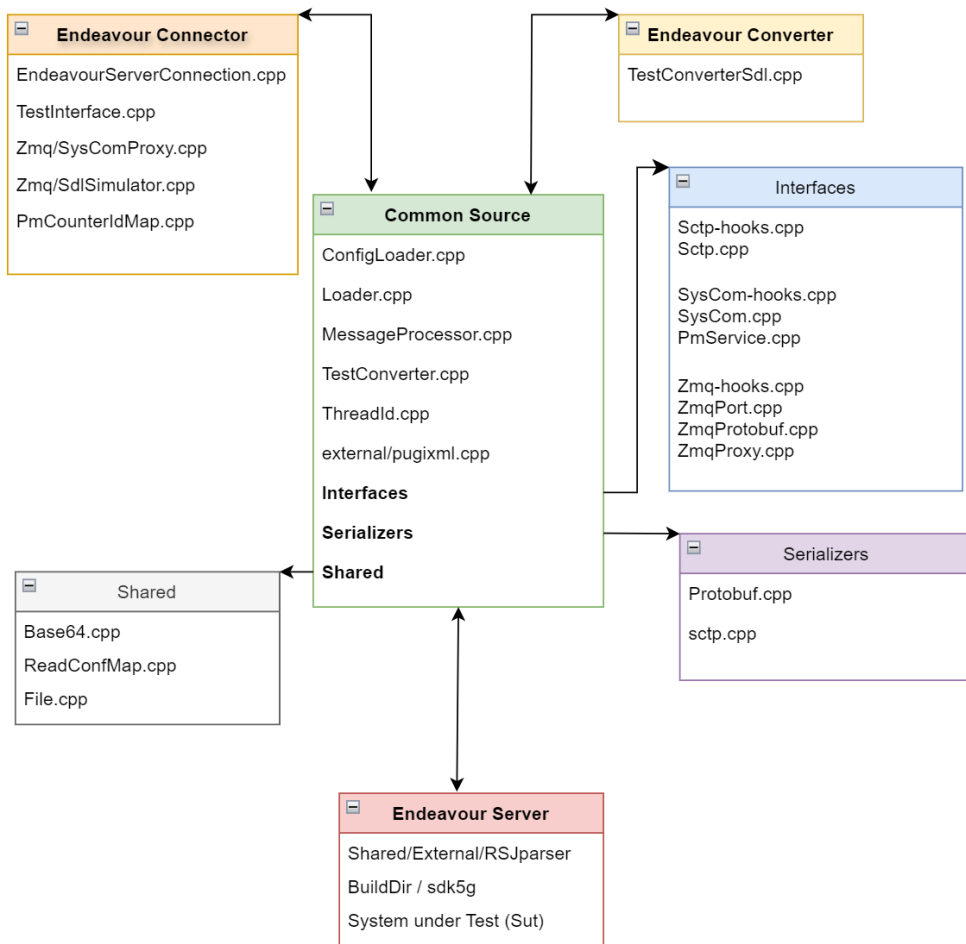 Endeavour Connector
EndeavourServerConnection.cpp
TestInterface.cpp
Zmq/SysComProxy.cpp
Zmq/SdlSimulator.cpp
PmCounterIdMap.cpp
Endeavour Converter
TestConverterSdl.cpp
Common Source
ConfigLoader.cpp
Loader.cpp
MessageProcessor.cpp
TestConverter.cpp
ThreadId.cpp
external/pugixml.cpp
Interfaces
Serializers
Shared
Interfaces
Sctp-hooks.cpp
Sctp.cpp
SysCom-hooks.cpp
SysCom.cpp
PmService.cpp
Zmq-hooks.cpp
ZmqPort.cpp
ZmqProtobuf.cpp
ZmqProxy.cpp
Serializers
Protobuf.cpp
sctp.cpp
Shared
Base64.cpp
ReadConfMap.cpp
File.cpp
Endeavour Server
Shared/External/RSJparser
BuildDir / sdk5g
System under Test (Sut)